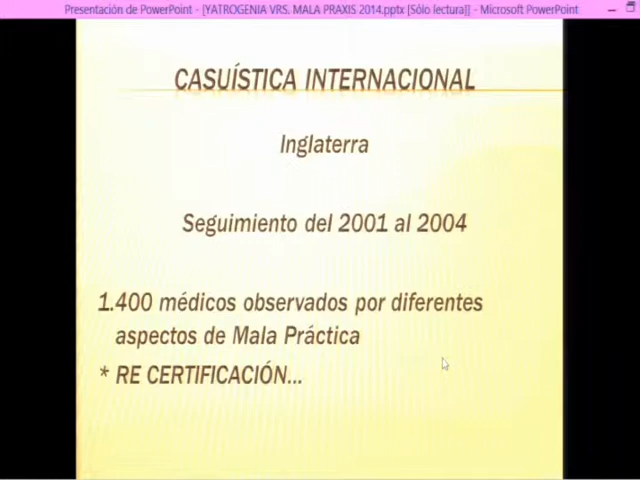 Presentación de PowerPoint - [YATROGENIA VRS. MALA PRAXIS 2014.pptx [Sólo lectura]] - Microsoft PowerPoint
CASUÍSTICA INTERNACIONAL
Inglaterra
Seguimiento del 2001 al 2004
1.400 médicos observados por diferentes
aspectos de Mala Práctica
* RE CERTIFICACIÓN...